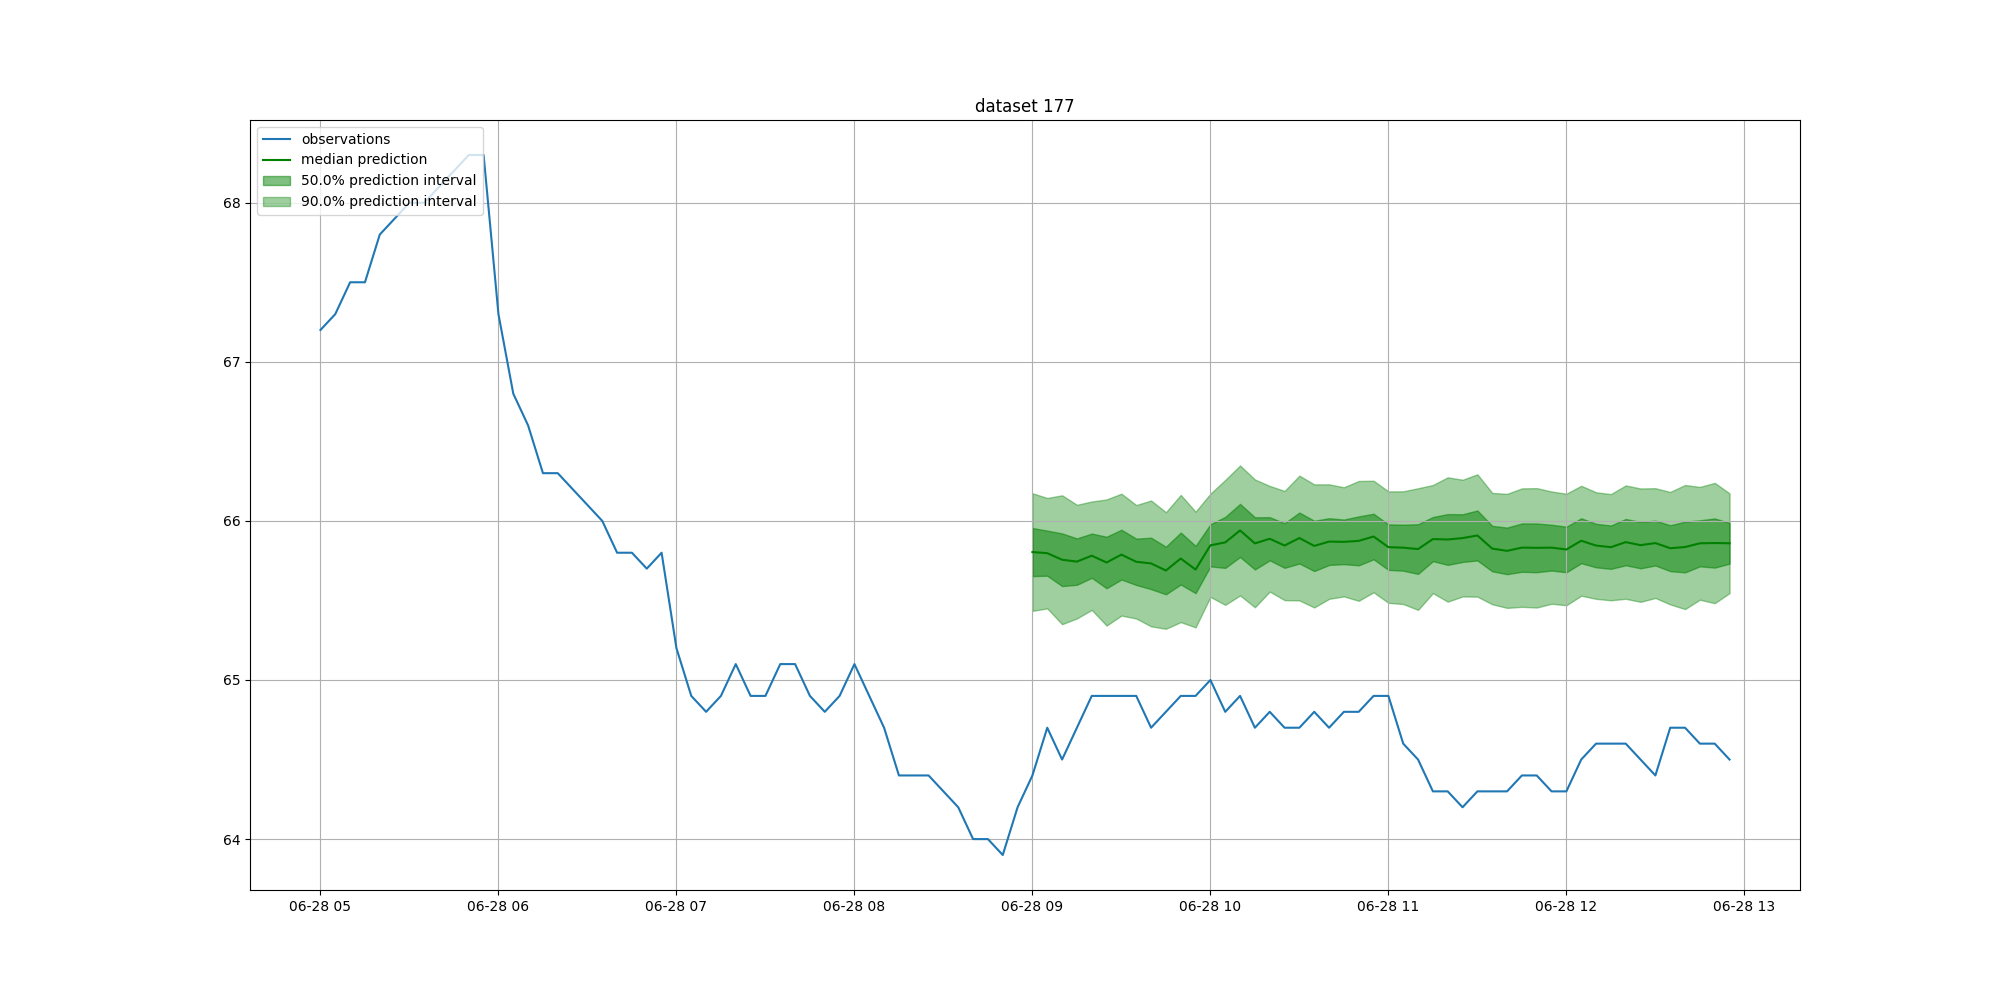 dataset 177
observations
median prediction
50.0% prediction interval
90.0% prediction interval
68
67
66
65
64
06-28 05
06-28 06
06-28 07
06-28 08
06-28 09
06-28 10
06-28 11
06-28 12
06-28 13